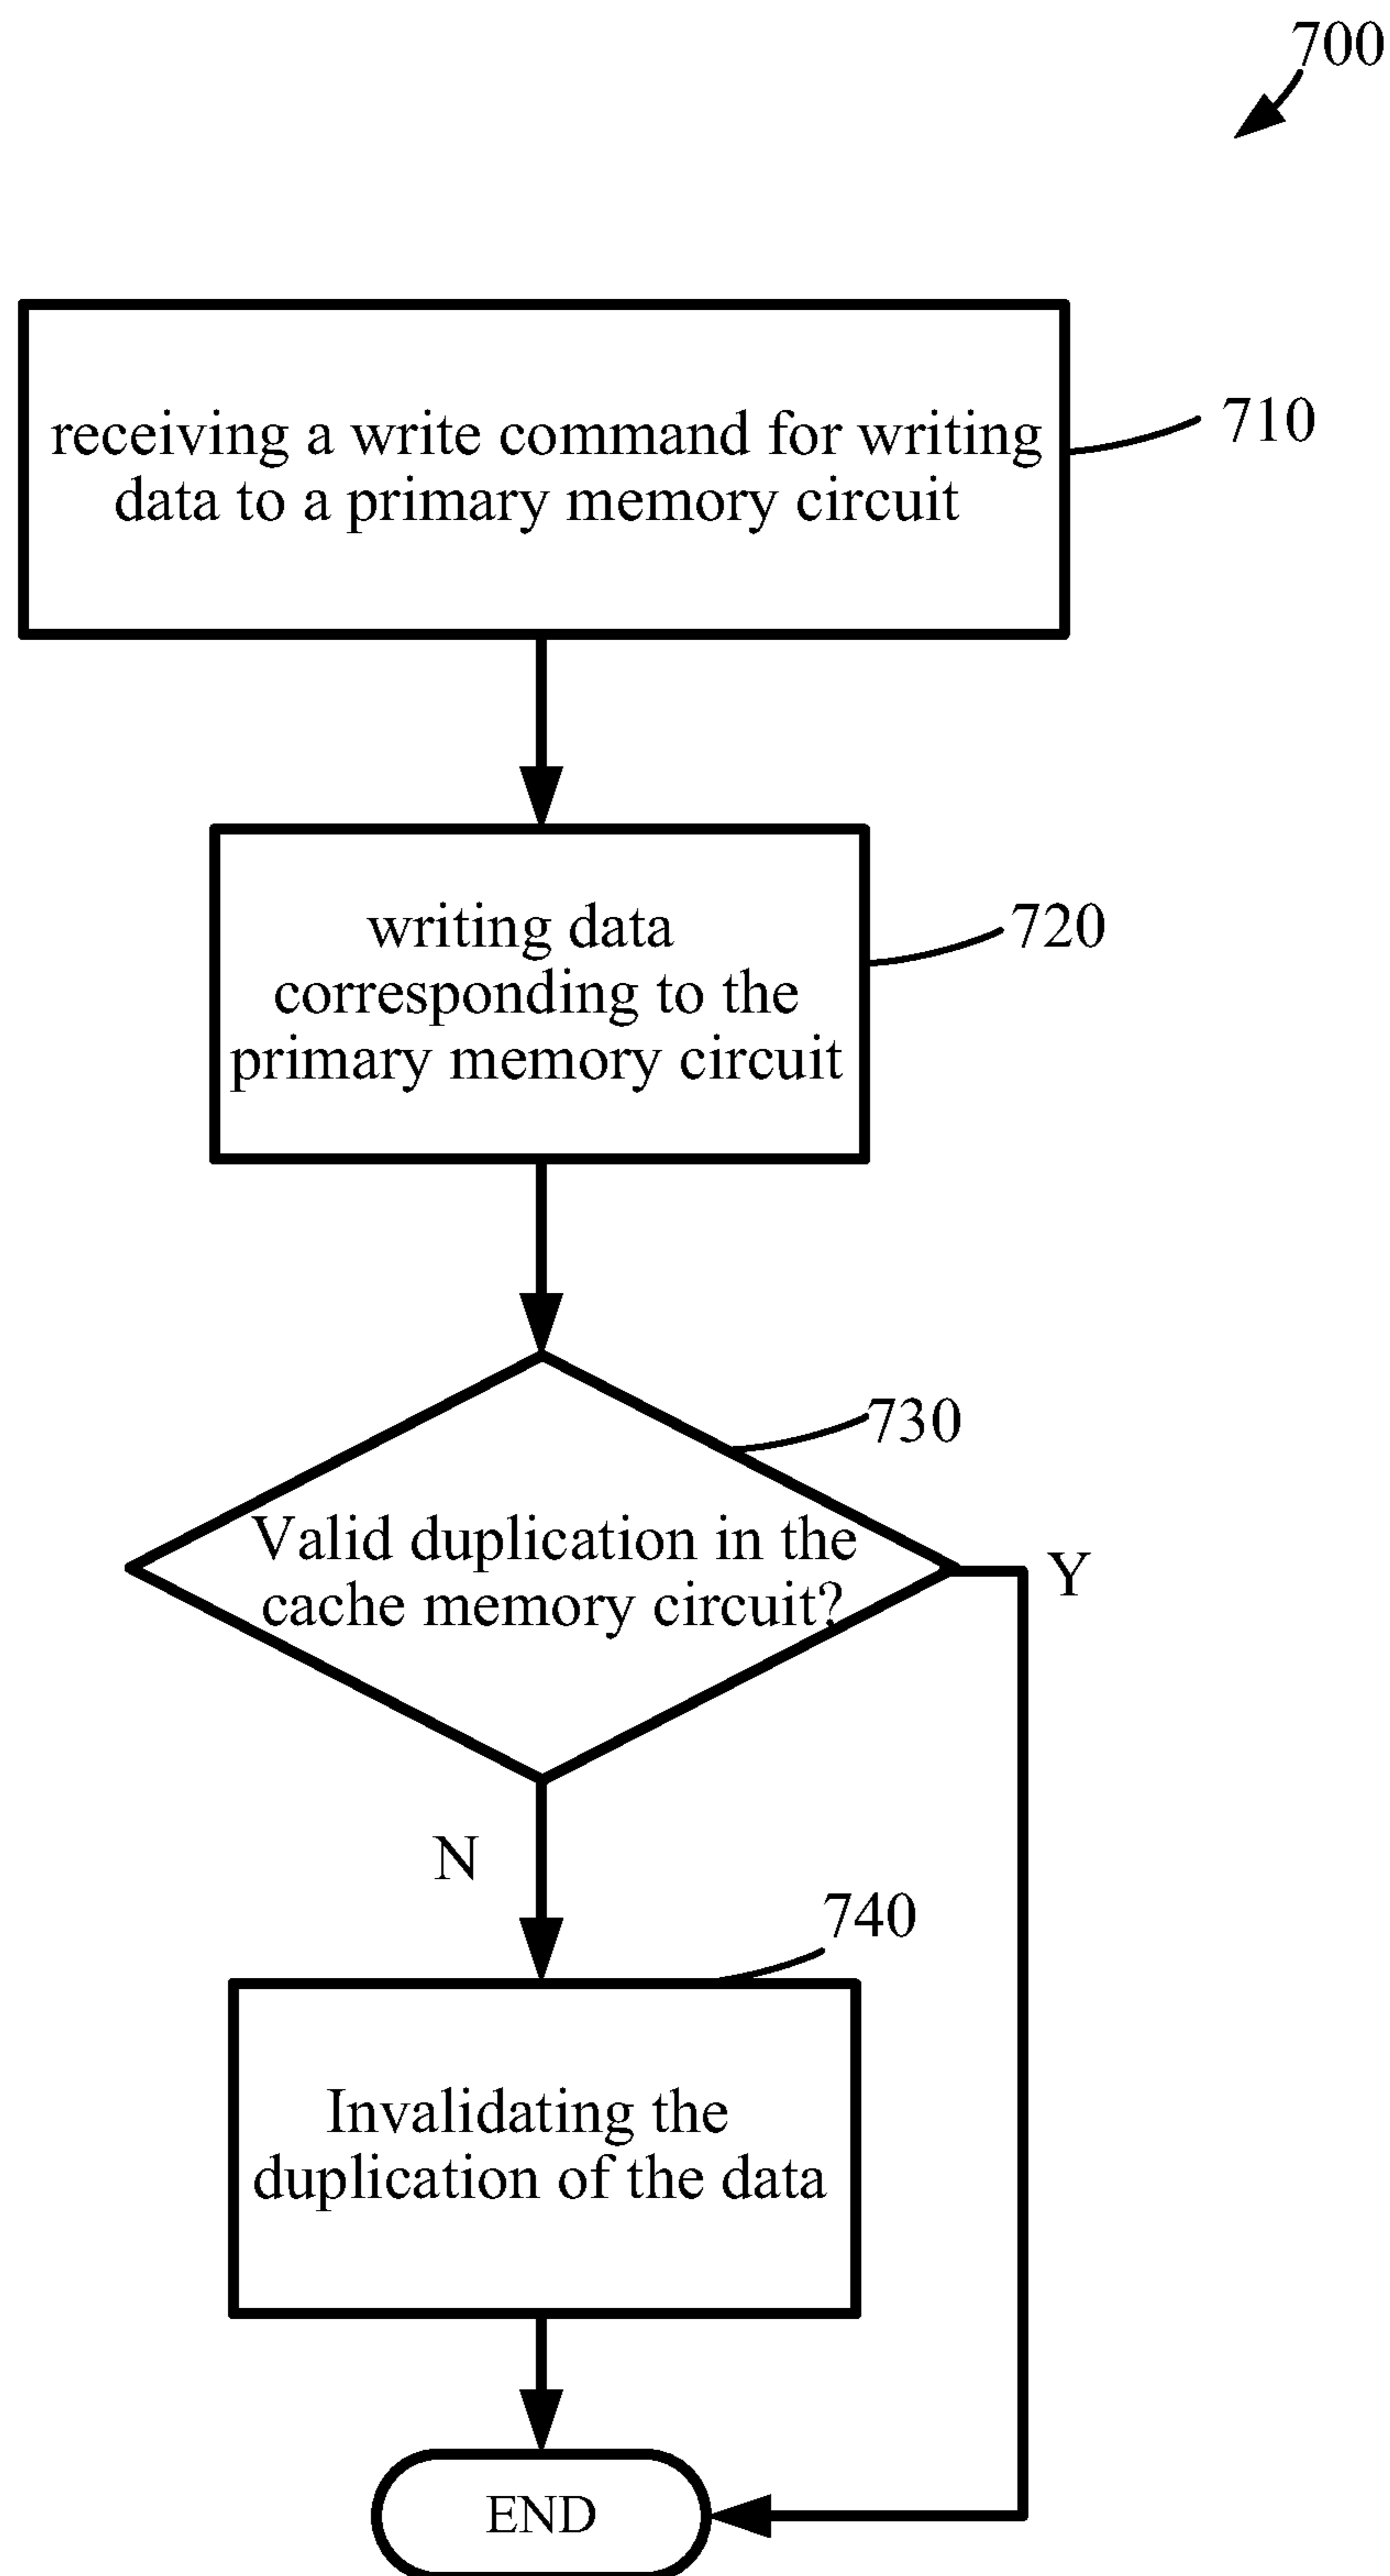 700
receiving a write command for writing
data to a primary memory circuit
710
writing data
corresponding to the
primary memory circuit
720
730
Valid duplication in the
cache memory circuit?
Y
N
740
Invalidating the
duplication of the data
END